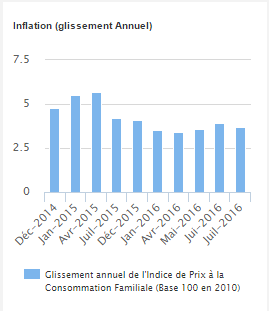 Inflation (glissement Annuel)
7.5
5
2.5
0
Déc-2014
Jan-2015
Avr-2015
Juil-2015
Déc-2015
Jan-2016
Avr-2016
Mai-2016
Jui-2016
Juil-2016
Glissement annuel de l'Indice de Prix à la
Consommation Familiale (Base 100 en 2010)